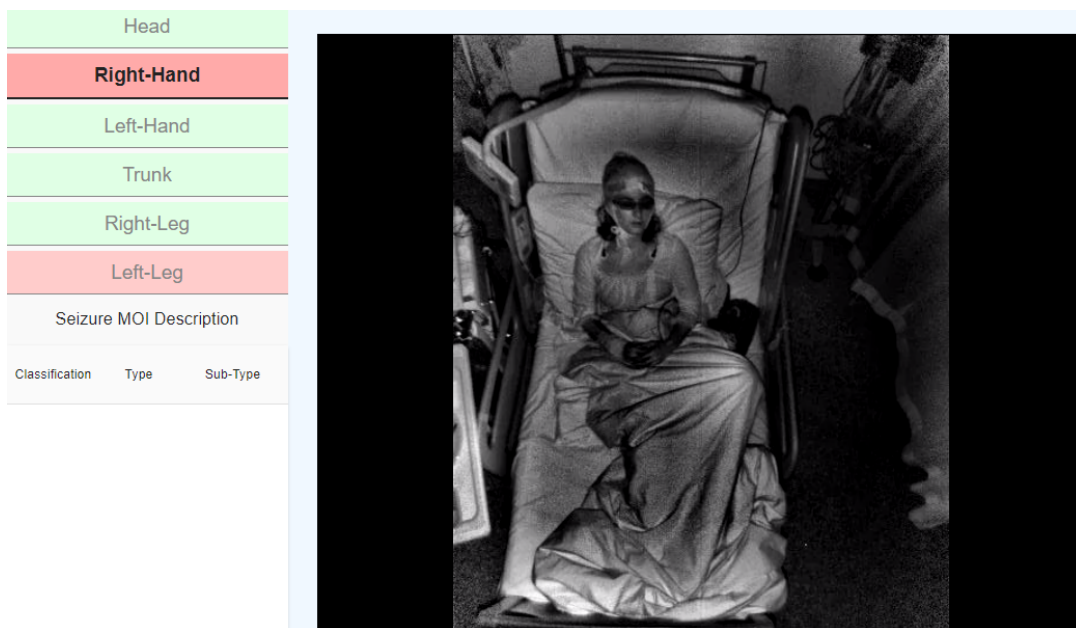 Head
Right-Hand
Left-Hand
Trunk
Right-Leg
Left-Leg
Seizure MOI Description
Classification Type Sub-Type